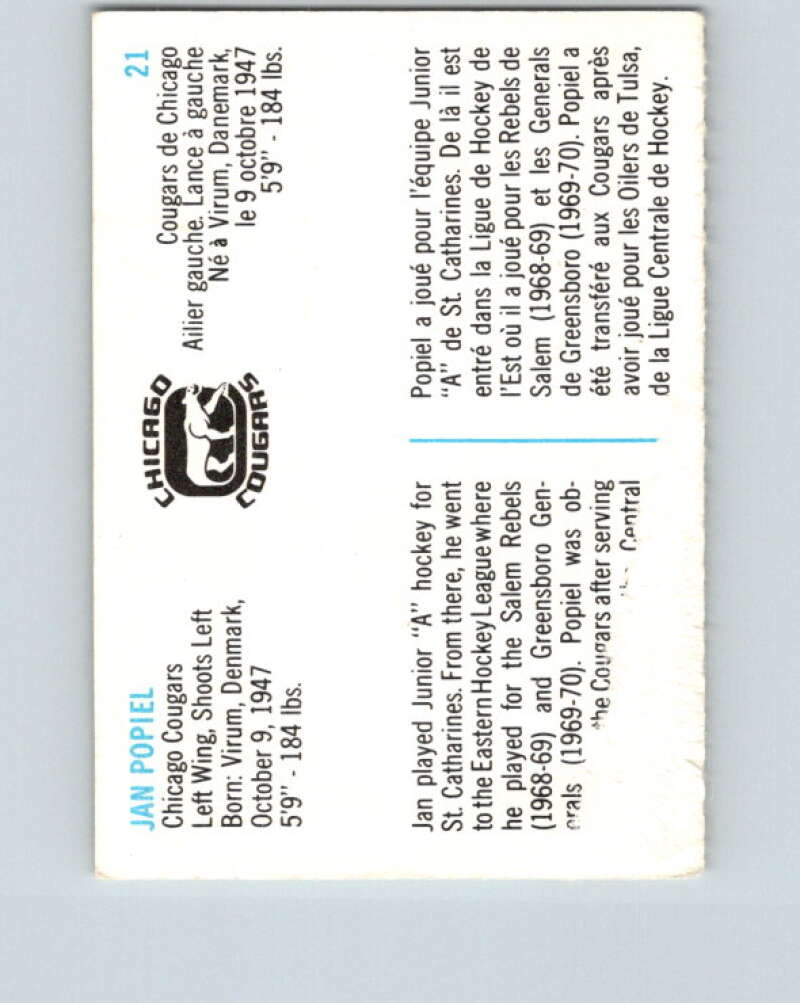 JAN POPIEL
Chicago Cougars
Left Wing, Shoots Left
Born: Virum, Denmark,
October 9, 1947
5'9" - 184 lbs.
CHICAGO
COUGARS
21
Cougars de Chicago
Ailier gauche. Lance à gauche
Né à Virum, Danemark,
le 9 octobre 1947
5'9" - 184 lbs.
Jan played Junior "A" hockey for
St. Catharines. From there, he went
to the Eastern Hockey League where
he played for the Salem Rebels
(1968-69) and Greensboro Gen-
erals (1969-70). Popiel was ob-
the Cougars after serving
the Central
Popiel a joué pour l'équipe Junior
"A" de St. Catharines. De là il est
entré dans la Ligue de Hockey de
l'Est où il a joué pour les Rebels de
Salem (1968-69) et les Generals
de Greensboro (1969-70). Popiel a
été transféré aux Cougars après
avoir joué pour les Oilers de Tulsa,
de la Ligue Centrale de Hockey.